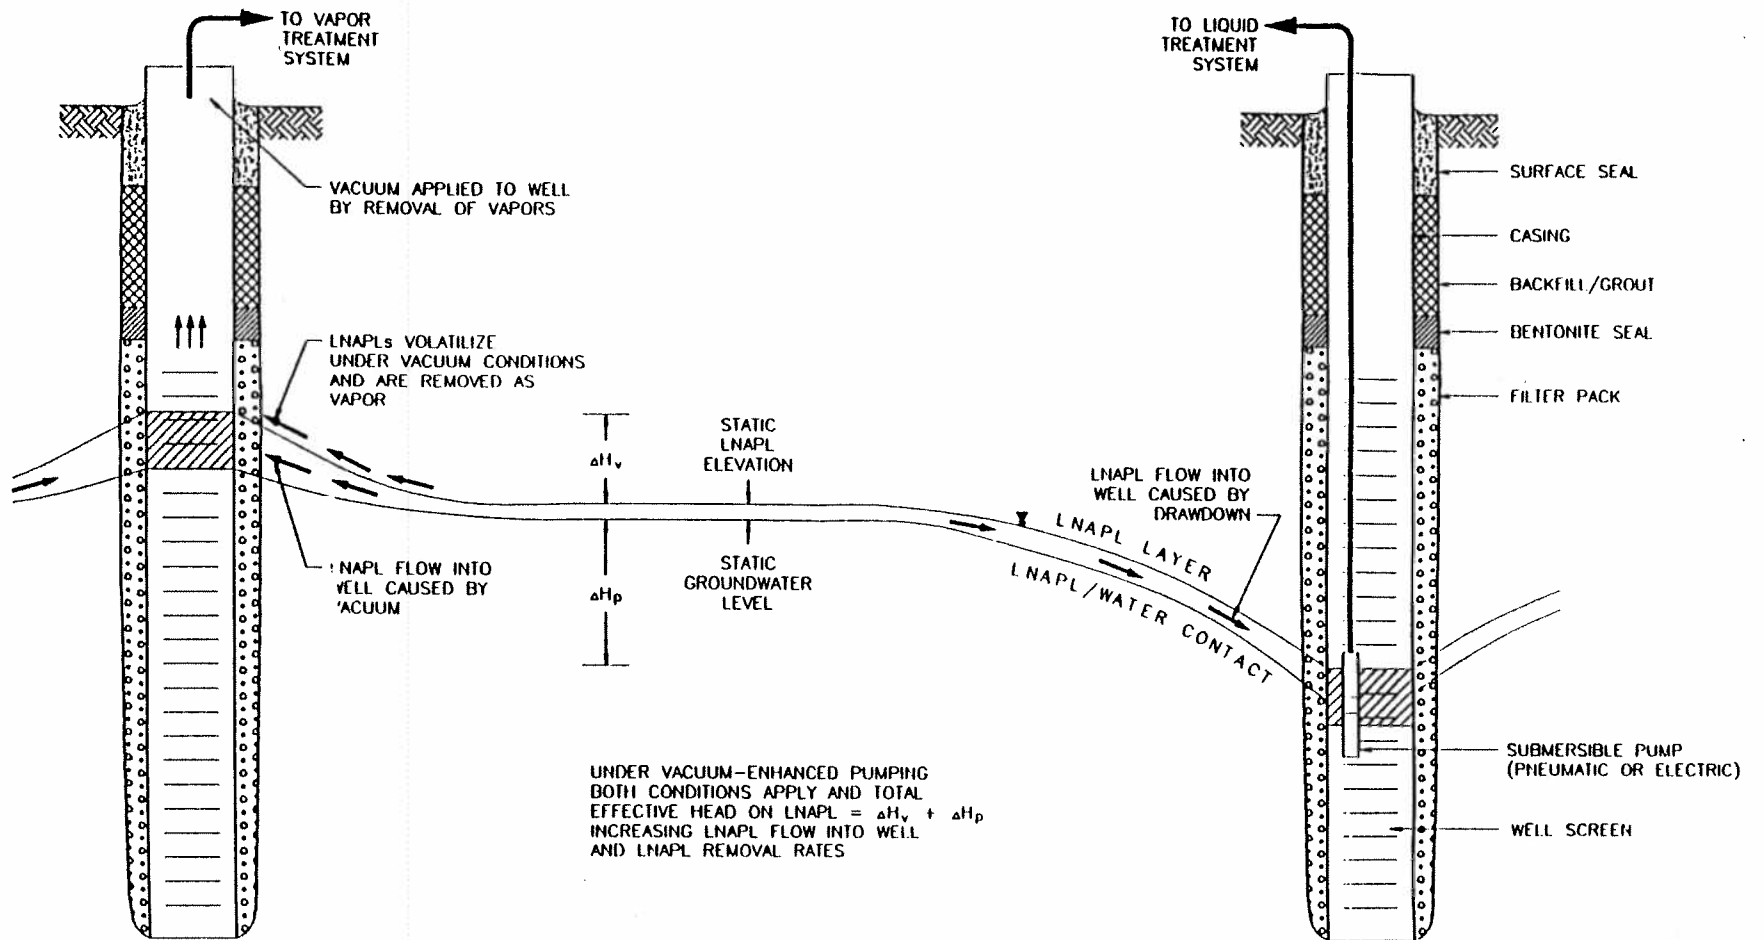 TO VAPOR
TREATMENT
SYSTEM
VACUUM APPLIED TO WELL
BY REMOVAL OF VAPORS
LNAPLs VOLATILIZE
UNDER VACUUM CONDITIONS
AND ARE REMOVED AS
VAPOR
LNAPL FLOW INTO
WELL CAUSED BY
VACUUM
ΔHv
ΔHp
STATIC
LNAPL
ELEVATION
STATIC
GROUNDWATER
LEVEL
LNAPL FLOW INTO
WELL CAUSED BY
DRAWDOWN
LNAPL LAYER
LNAPL/WATER CONTACT
UNDER VACUUM-ENHANCED PUMPING
BOTH CONDITIONS APPLY AND TOTAL
EFFECTIVE HEAD ON LNAPL = ΔHv + ΔHp
INCREASING LNAPL FLOW INTO WELL
AND LNAPL REMOVAL RATES
TO LIQUID
TREATMENT
SYSTEM
SURFACE SEAL
CASING
BACKFILL/GROUT
BENTONITE SEAL
FILTER PACK
SUBMERSIBLE PUMP
(PNEUMATIC OR ELECTRIC)
WELL SCREEN